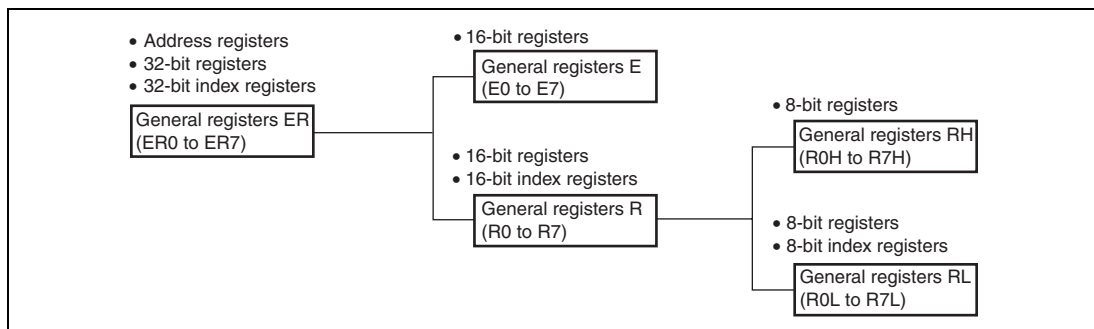 • Address registers
• 32-bit registers
• 32-bit index registers
General registers ER
(ER0 to ER7)
• 16-bit registers
General registers E
(E0 to E7)
• 16-bit registers
• 16-bit index registers
General registers R
(R0 to R7)
• 8-bit registers
General registers RH
(R0H to R7H)
• 8-bit registers
• 8-bit index registers
General registers RL
(R0L to R7L)